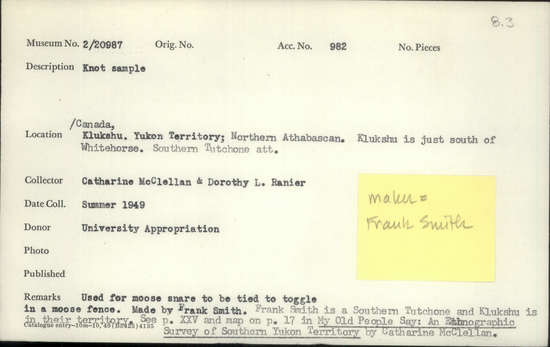 8.3
Museum No. 2/20987 Orig. No. Acc. No. 982 No. Pieces
Description Knot sample
/Canada,
Location Klukshu. Yukon Territory; Northern Athabascan. Klukshu is just south of
Whitehorse. Southern Tutchone att.
Collector Catharine McClellan & Dorothy L. Ranier
Date Coll. Summer 1949
Donor University Appropriation
Photo
Published
maker =
Frank Smith
Remarks Used for moose snare to be tied to toggle
in a moose fence. Made by Frank Smith. Frank Smith is a Southern Tutchone and Klukshu is
in their territory. See p. XXV and map on p. 17 in My Old People Say: An Ethnographic
Survey of Southern Yukon Territory by Catharine McClellan.
Catalogue entry—10m—10,'46